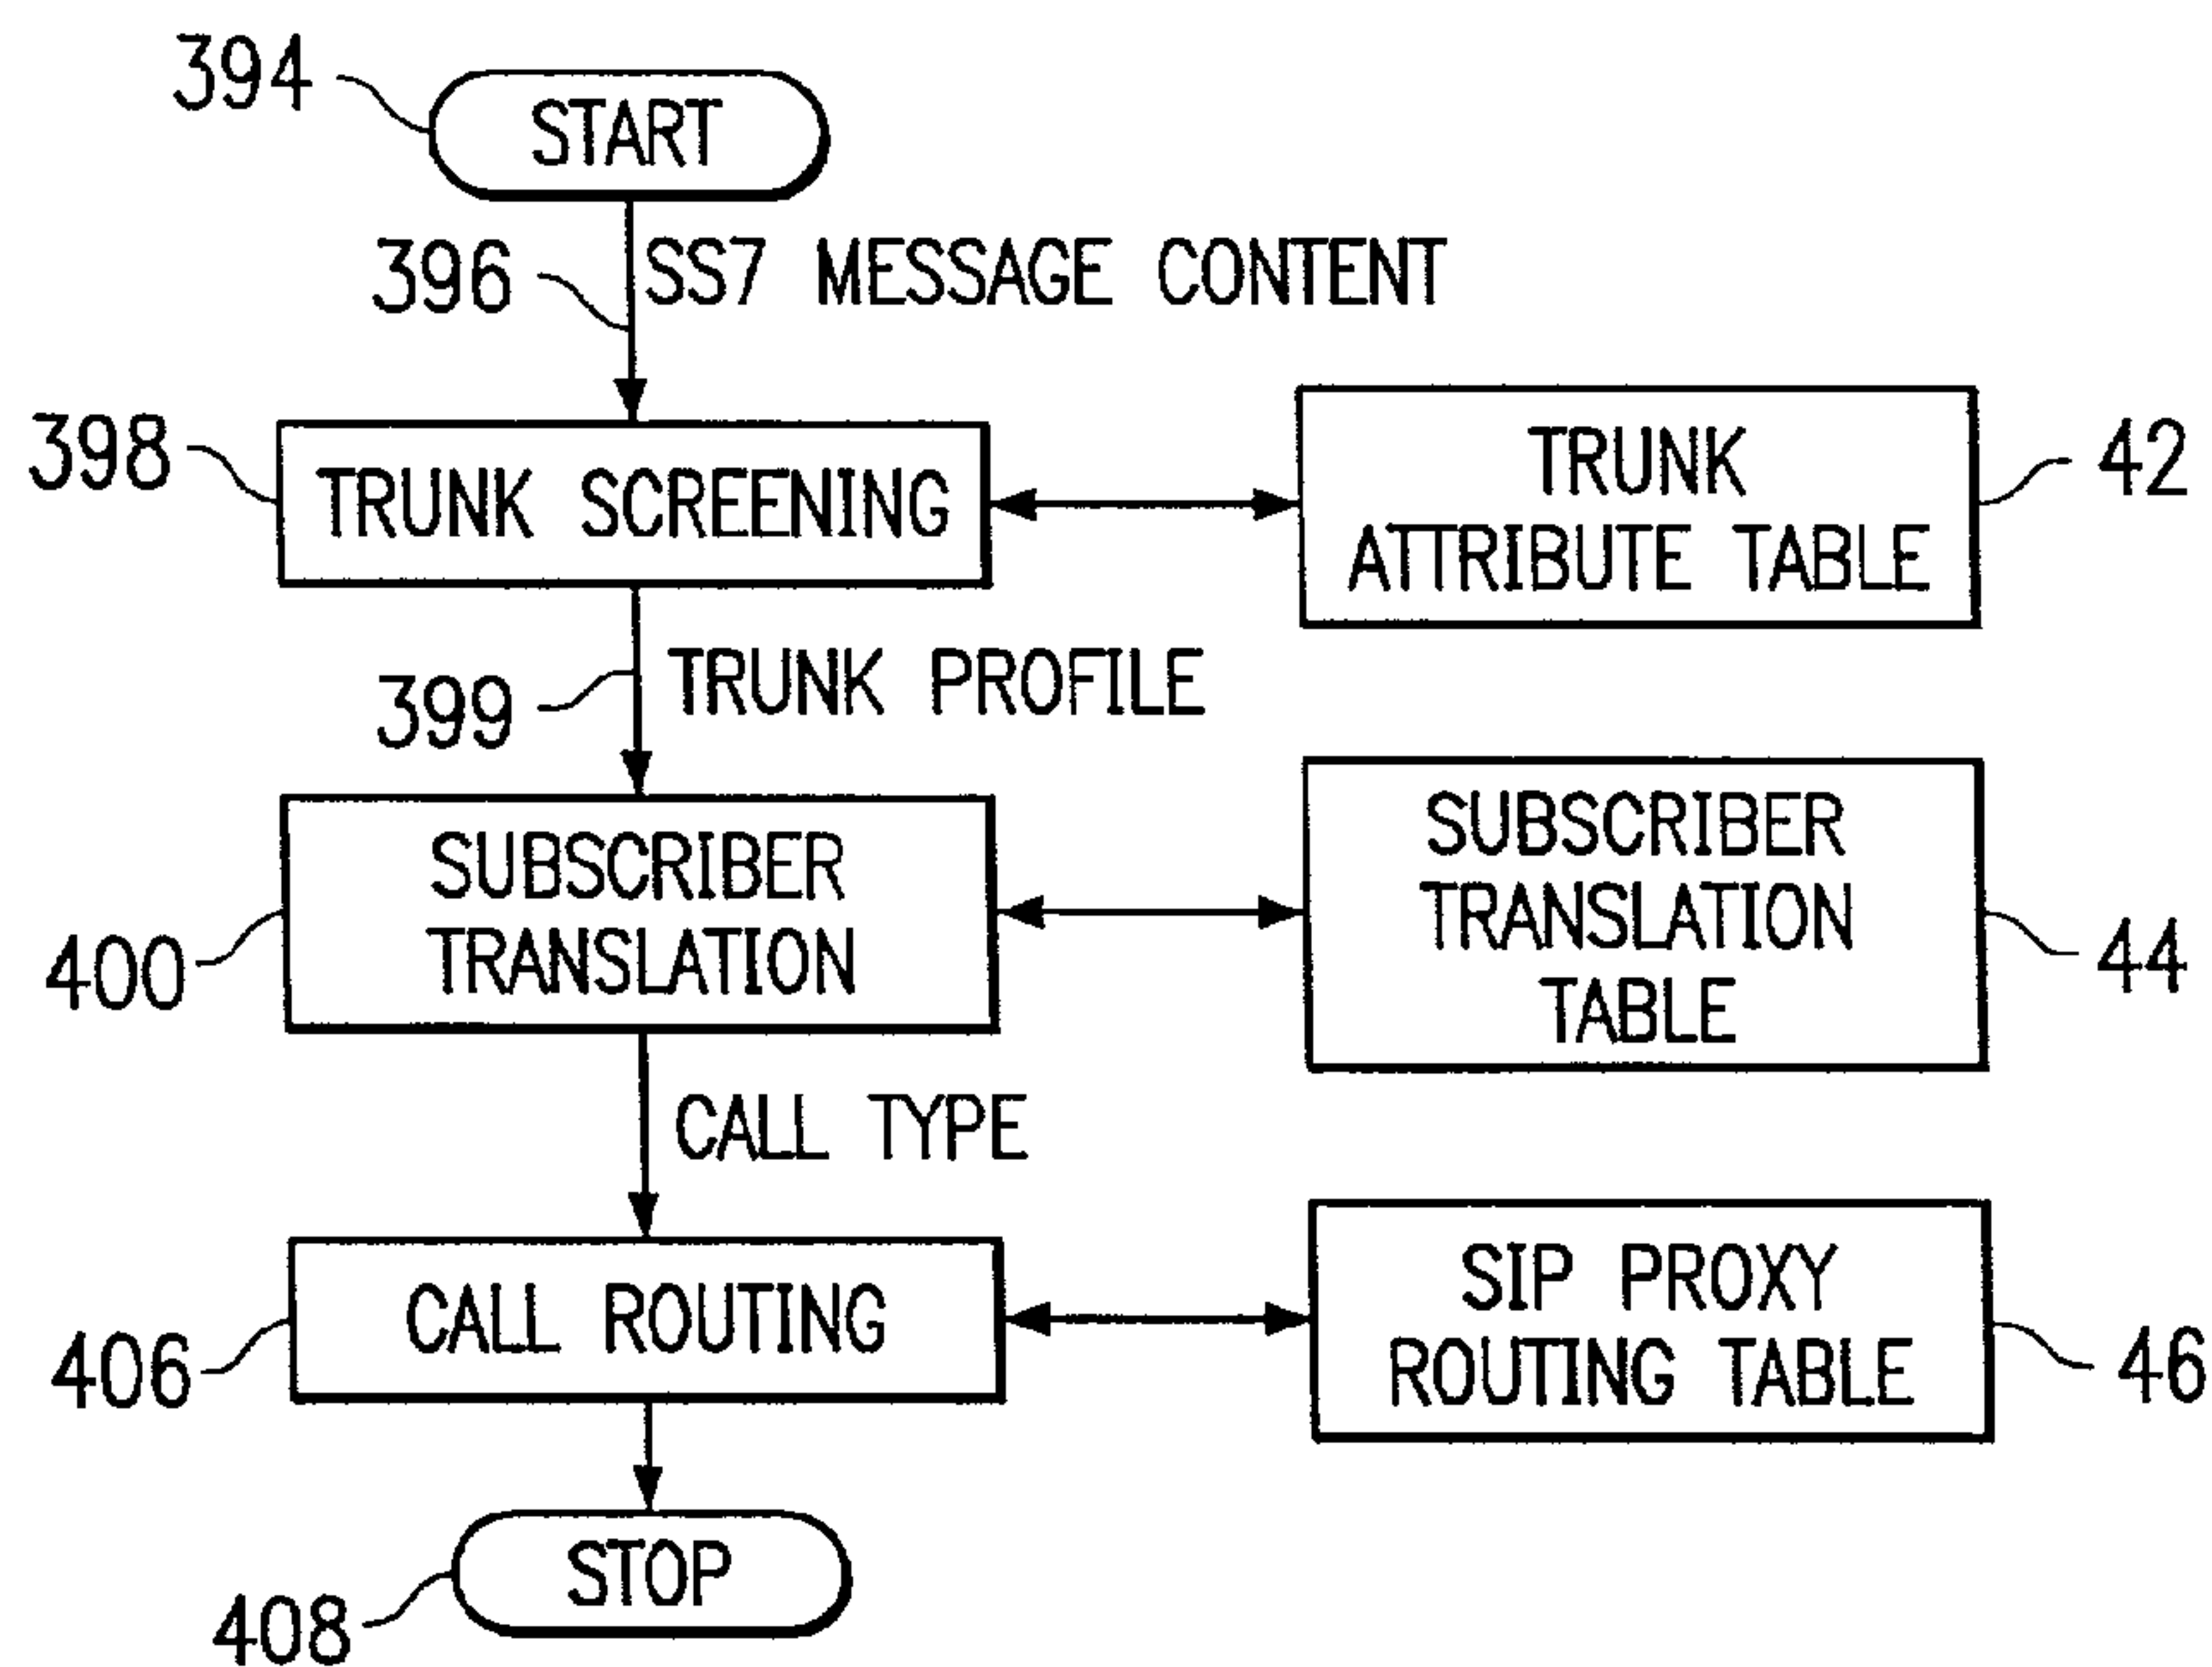 394
START
396
SS7 MESSAGE CONTENT
398
TRUNK SCREENING
TRUNK
ATTRIBUTE TABLE
42
399
TRUNK PROFILE
400
SUBSCRIBER
TRANSLATION
SUBSCRIBER
TRANSLATION
TABLE
44
CALL TYPE
406
CALL ROUTING
SIP PROXY
ROUTING TABLE
46
STOP
408